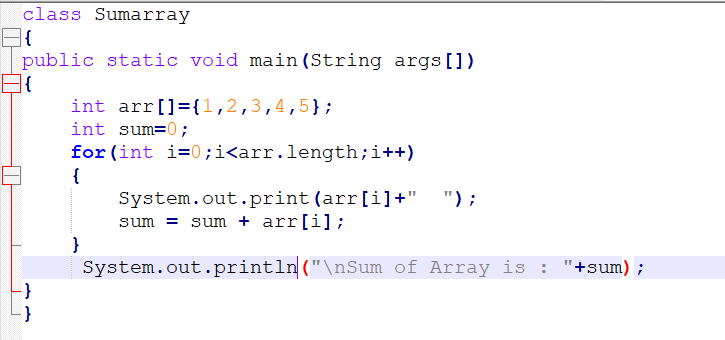 class Sumarray
{
public static void main(String args[])
{
    int arr[]={1,2,3,4,5};
    int sum=0;
    for(int i=0;i<arr.length;i++)
    {
        System.out.print(arr[i]+"  ");
        sum = sum + arr[i];
    }
     System.out.println("\nSum of Array is : "+sum);
}
}